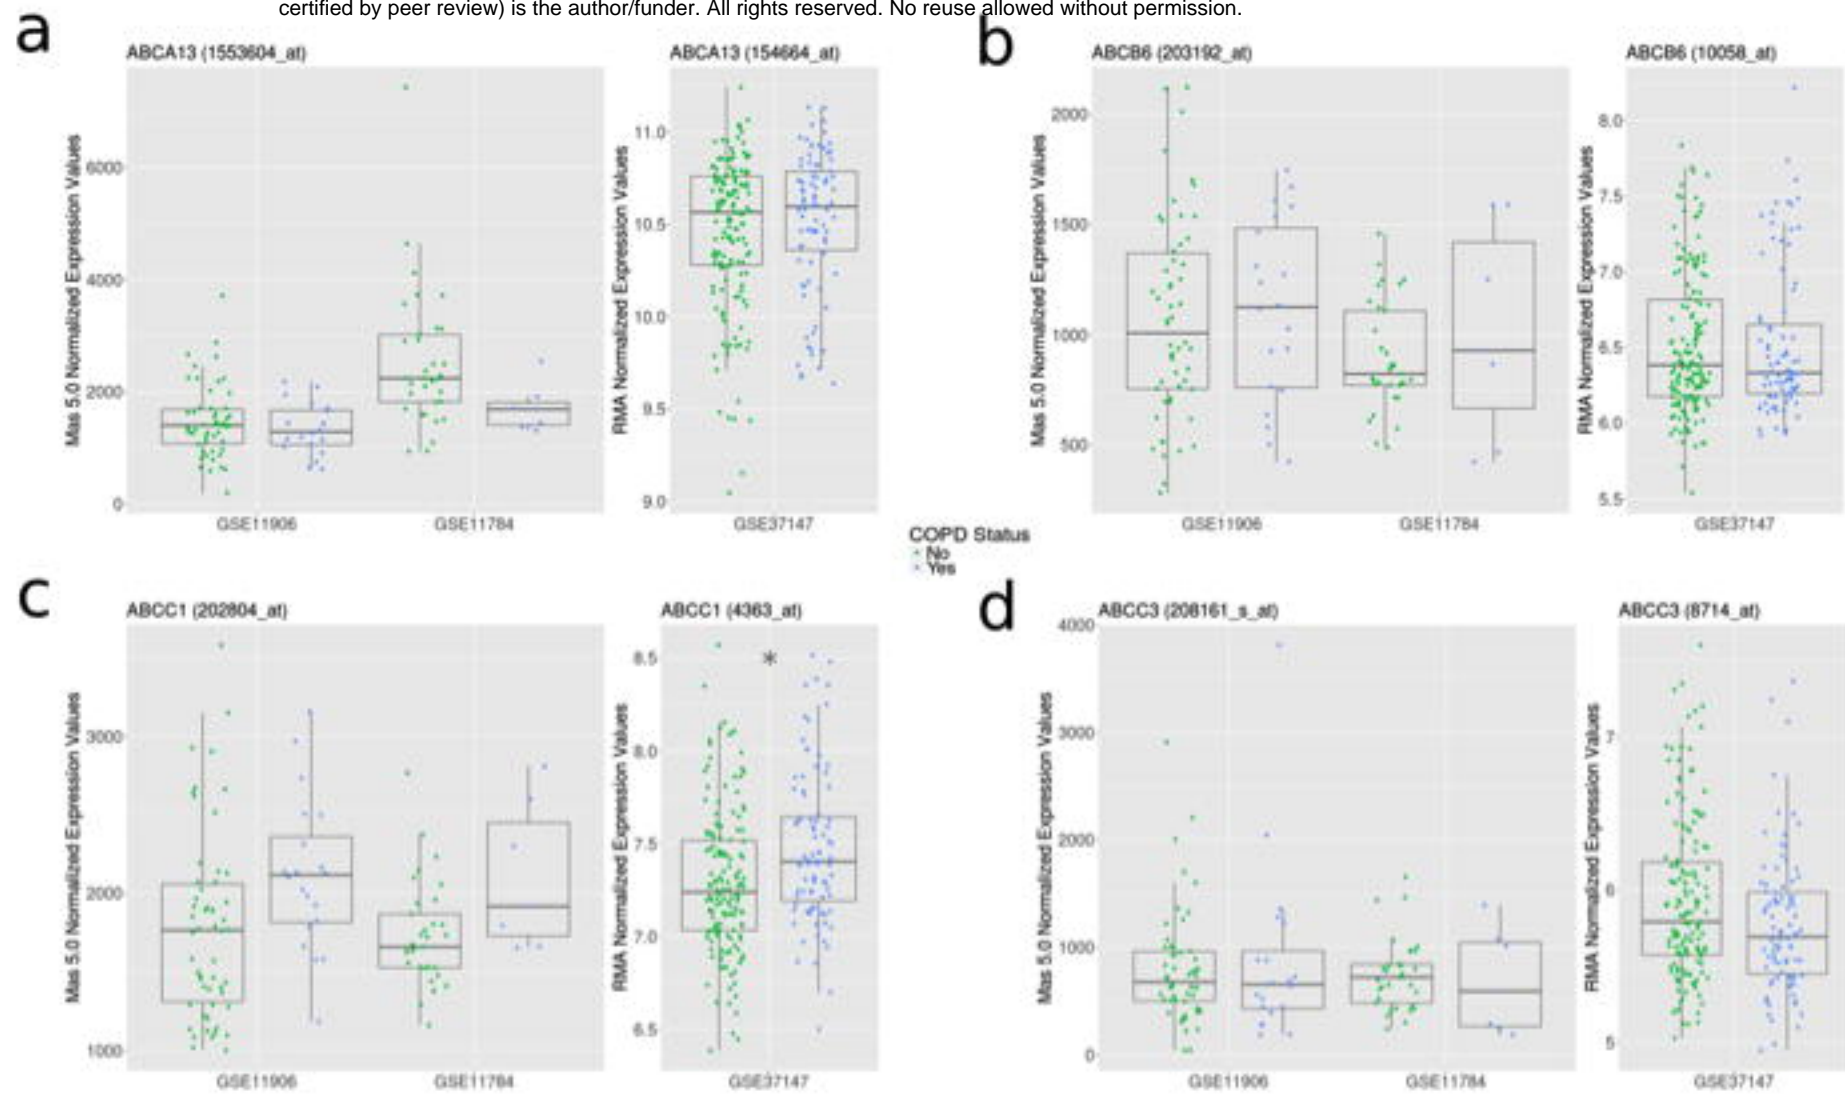 certified by peer review) is the author/funder. All rights reserved. No reuse allowed without permission.
a
ABCA13 (1553604_at)
Mas 5.0 Normalized Expression Values
6000
4000
2000
0
GSE11906
GSE11784
ABCA13 (154664_at)
RMA Normalized Expression Values
11.0
10.5
10.0
9.5
9.0
GSE37147
b
ABCB6 (203192_at)
Mas 5.0 Normalized Expression Values
2000
1500
1000
500
GSE11906
GSE11784
ABCB6 (10058_at)
RMA Normalized Expression Values
8.0
7.5
7.0
6.5
6.0
5.5
GSE37147
COPD Status
No
Yes
c
ABCC1 (202804_at)
Mas 5.0 Normalized Expression Values
3000
2000
1000
GSE11906
GSE11784
ABCC1 (4363_at)
RMA Normalized Expression Values
8.5
8.0
7.5
7.0
6.5
*
GSE37147
d
ABCC3 (208161_s_at)
Mas 5.0 Normalized Expression Values
4000
3000
2000
1000
0
GSE11906
GSE11784
ABCC3 (8714_at)
RMA Normalized Expression Values
7
6
5
GSE37147